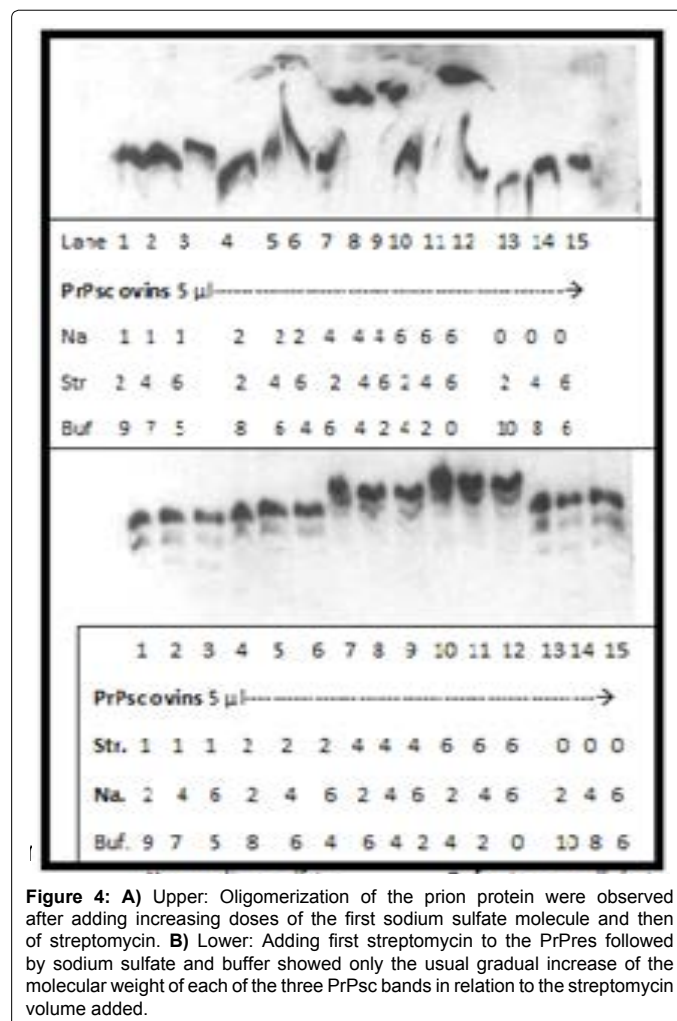 Lane 1 2 3 4 5 6 7 8 9 10 11 12 13 14 15
PrPsc ovins 5 µl--------------------------------------------->
Na 1 1 1 2 2 2 4 4 4 6 6 6 0 0 0
Str 2 4 6 2 4 6 2 4 6 2 4 6 2 4 6
Buf 9 7 5 8 6 4 6 4 2 4 2 0 10 8 6
1 2 3 4 5 6 7 8 9 10 11 12 13 14 15
PrPsc ovins 5 µl--------------------------------------------->
Str. 1 1 1 2 2 2 4 4 4 6 6 6 0 0 0
Na. 2 4 6 2 4 6 2 4 6 2 4 6 2 4 6
Buf. 9 7 5 8 6 4 6 4 2 4 2 0 10 8 6
Figure 4: A) Upper: Oligomerization of the prion protein were observed
after adding increasing doses of the first sodium sulfate molecule and then
of streptomycin. B) Lower: Adding first streptomycin to the PrPres followed
by sodium sulfate and buffer showed only the usual gradual increase of the
molecular weight of each of the three PrPsc bands in relation to the streptomycin
volume added.